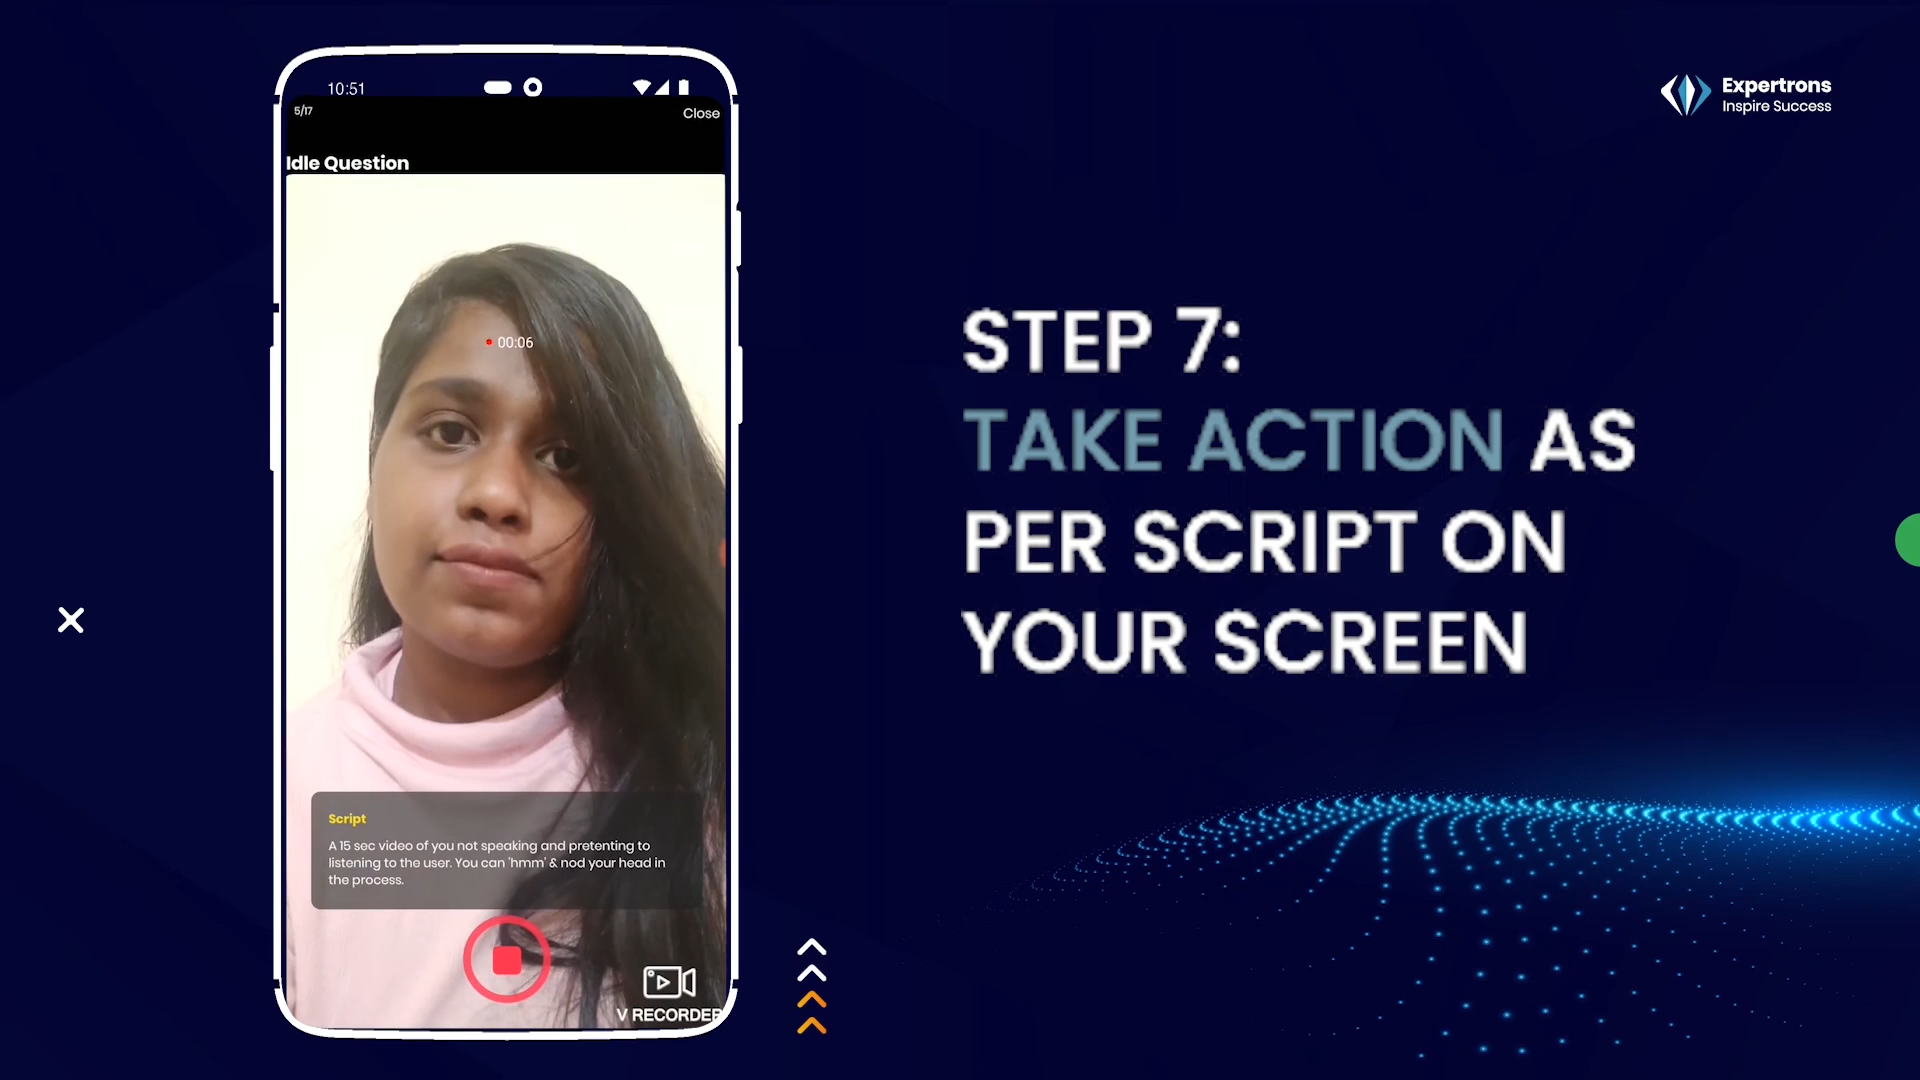 10:51
5/17
Close
Idle Question
00:06
Script
A 15 sec video of you not speaking and pretenting to
listening to the user. You can 'hmm' & nod your head in
the process.
V RECORDER
Expertrons
Inspire Success
STEP 7:
TAKE ACTION AS
PER SCRIPT ON
YOUR SCREEN